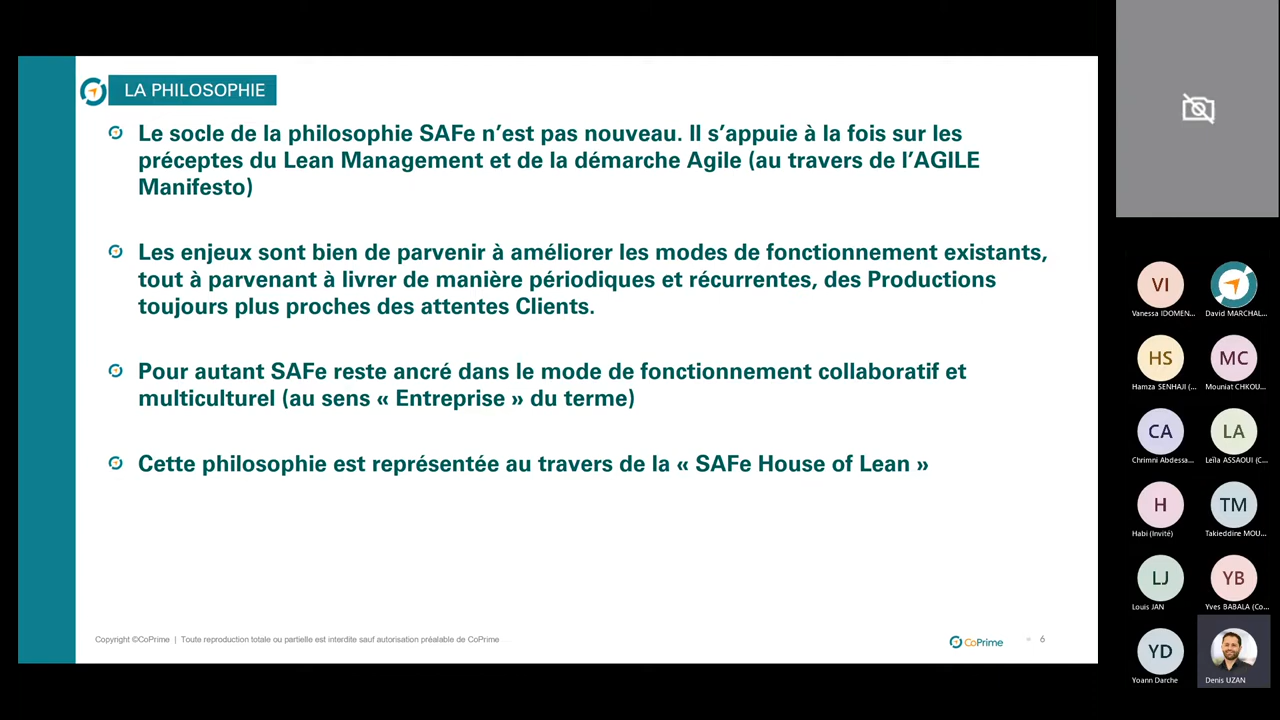 LA PHILOSOPHIE
Le socle de la philosophie SAFe n’est pas nouveau. Il s’appuie à la fois sur les
préceptes du Lean Management et de la démarche Agile (au travers de l’AGILE
Manifesto)
Les enjeux sont bien de parvenir à améliorer les modes de fonctionnement existants,
tout à parvenant à livrer de manière périodiques et récurrentes, des Productions
toujours plus proches des attentes Clients.
Pour autant SAFe reste ancré dans le mode de fonctionnement collaboratif et
multiculturel (au sens « Entreprise » du terme)
Cette philosophie est représentée au travers de la « SAFe House of Lean »
Copyright ©CoPrime | Toute reproduction totale ou partielle est interdite sauf autorisation préalable de CoPrime
CoPrime
6
VI
Vanessa IDOMEN...
David MARCHAL...
HS
Hamza SENHAJI (...
MC
Mouniat CHKOU...
CA
Chrimni Abdessa...
LA
Leïla ASSAOUI (C...
H
Habi (Invité)
TM
Takieddine MOU...
LJ
Louis JAN
YB
Yves BABALA (Co...
YD
Yoann Darche
Denis UZAN